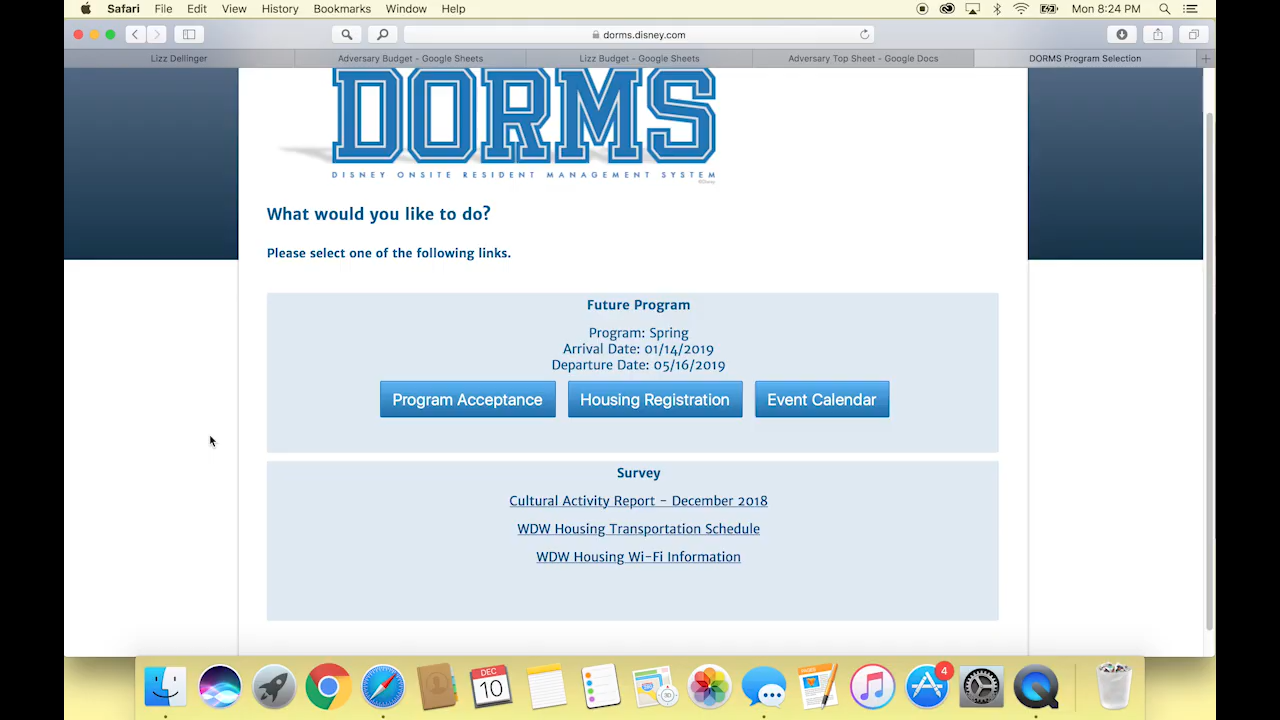 Safari File Edit View History Bookmarks Window Help Mon 8:24 PM
dorms.disney.com
Lizz Dellinger Adversary Budget - Google Sheets Lizz Budget - Google Sheets Adversary Top Sheet - Google Docs DORMS Program Selection
DORMS
DISNEY ONSITE RESIDENT MANAGEMENT SYSTEM
©Disney
What would you like to do?
Please select one of the following links.
Future Program
Program: Spring
Arrival Date: 01/14/2019
Departure Date: 05/16/2019
Program Acceptance Housing Registration Event Calendar
Survey
Cultural Activity Report - December 2018
WDW Housing Transportation Schedule
WDW Housing Wi-Fi Information
DEC
10
4